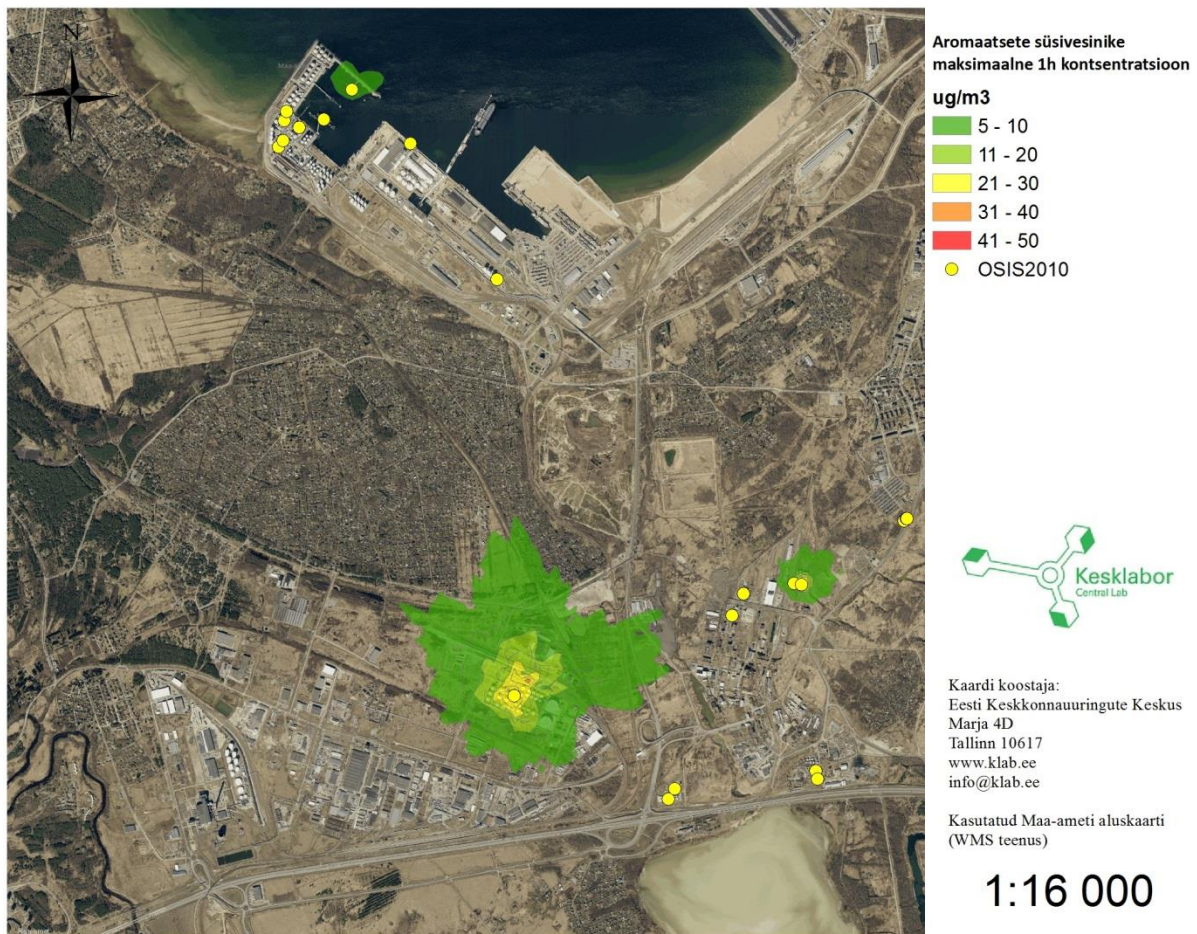 N
Aromaatsete süsivesinike
maksimaalne 1h kontsentratsioon
ug/m3
5 - 10
11 - 20
21 - 30
31 - 40
41 - 50
OSIS2010
Kesklabor
Central Lab
Kaardi koostaja:
Eesti Keskkonnauuringute Keskus
Marja 4D
Tallinn 10617
www.klab.ee
info@klab.ee
Kasutatud Maa-ameti aluskaarti
(WMS teenus)
1:16 000